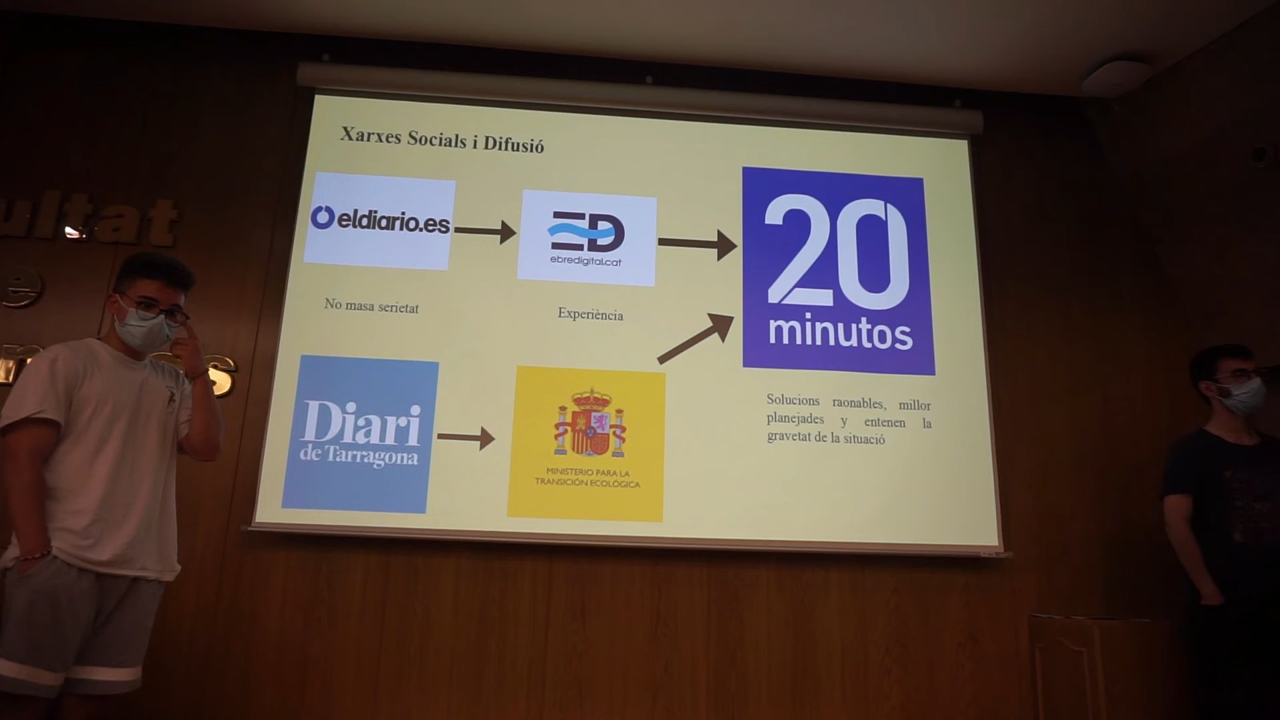 Xarxes Socials i Difusió
eldiario.es
ED
ebredigital.cat
20
minutos
No masa serietat
Experiència
Diari
de Tarragona
MINISTERIO PARA LA
TRANSICIÓN ECOLÓGICA
Solucions raonables, millor
planejades y entenen la
gravetat de la situació
ultat
e